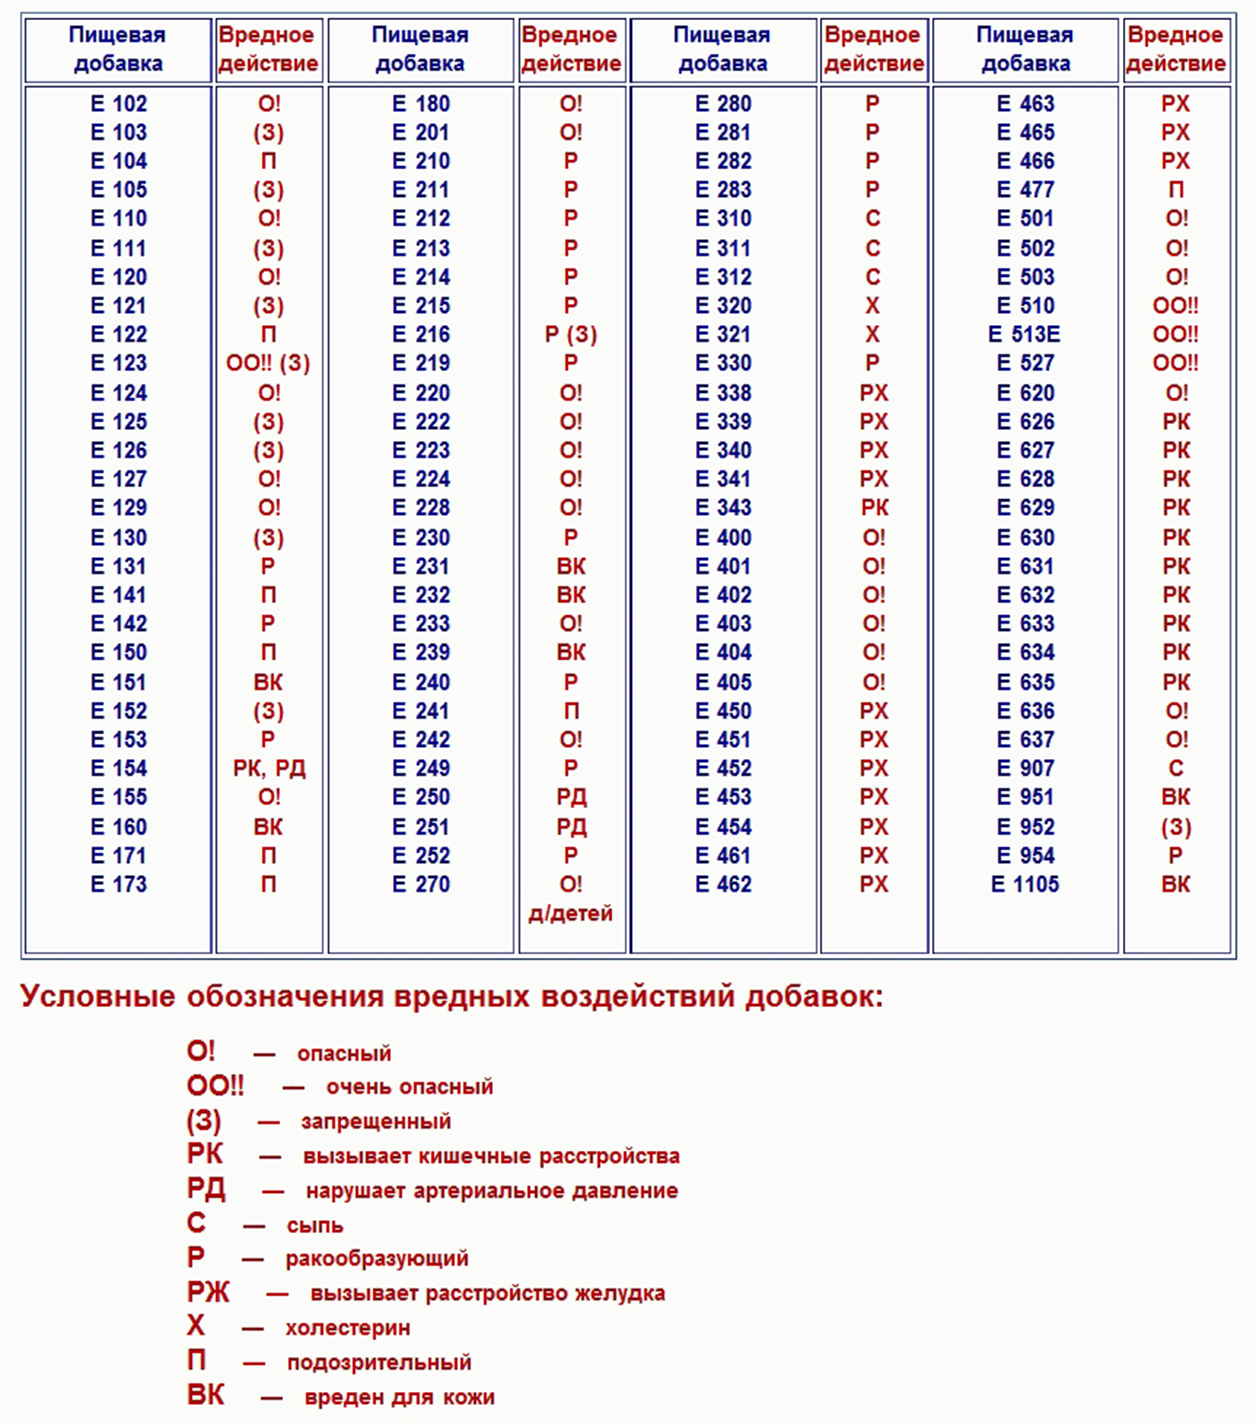 Пищевая добавка Вредное действие Пищевая добавка Вредное действие Пищевая добавка Вредное действие Пищевая добавка Вредное действие
Е 102 О! Е 180 О! Е 280 Р Е 463 РХ
Е 103 (З) Е 201 О! Е 281 Р Е 465 РХ
Е 104 П Е 210 Р Е 282 Р Е 466 РХ
Е 105 (З) Е 211 Р Е 283 Р Е 477 П
Е 110 О! Е 212 Р Е 310 С Е 501 О!
Е 111 (З) Е 213 Р Е 311 С Е 502 О!
Е 120 О! Е 214 Р Е 312 С Е 503 О!
Е 121 (З) Е 215 Р Е 320 Х Е 510 ОО!!
Е 122 П Е 216 Р (З) Е 321 Х Е 513Е ОО!!
Е 123 ОО!! (З) Е 219 Р Е 330 Р Е 527 ОО!!
Е 124 О! Е 220 О! Е 338 РХ Е 620 О!
Е 125 (З) Е 222 О! Е 339 РХ Е 626 РК
Е 126 (З) Е 223 О! Е 340 РХ Е 627 РК
Е 127 О! Е 224 О! Е 341 РХ Е 628 РК
Е 129 О! Е 228 О! Е 343 РК Е 629 РК
Е 130 (З) Е 230 Р Е 400 О! Е 630 РК
Е 131 Р Е 231 ВК Е 401 О! Е 631 РК
Е 141 П Е 232 ВК Е 402 О! Е 632 РК
Е 142 Р Е 233 О! Е 403 О! Е 633 РК
Е 150 П Е 239 ВК Е 404 О! Е 634 РК
Е 151 ВК Е 240 Р Е 405 О! Е 635 РК
Е 152 (З) Е 241 П Е 450 РХ Е 636 О!
Е 153 Р Е 242 О! Е 451 РХ Е 637 О!
Е 154 РК, РД Е 249 Р Е 452 РХ Е 907 С
Е 155 О! Е 250 РД Е 453 РХ Е 951 ВК
Е 160 ВК Е 251 РД Е 454 РХ Е 952 (З)
Е 171 П Е 252 Р Е 461 РХ Е 954 Р
Е 173 П Е 270 О! Е 462 РХ Е 1105 ВК
д/детей
Условные обозначения вредных воздействий добавок:
О! — опасный
ОО!! — очень опасный
(З) — запрещенный
РК — вызывает кишечные расстройства
РД — нарушает артериальное давление
С — сыпь
Р — ракообразующий
РЖ — вызывает расстройство желудка
Х — холестерин
П — подозрительный
ВК — вреден для кожи